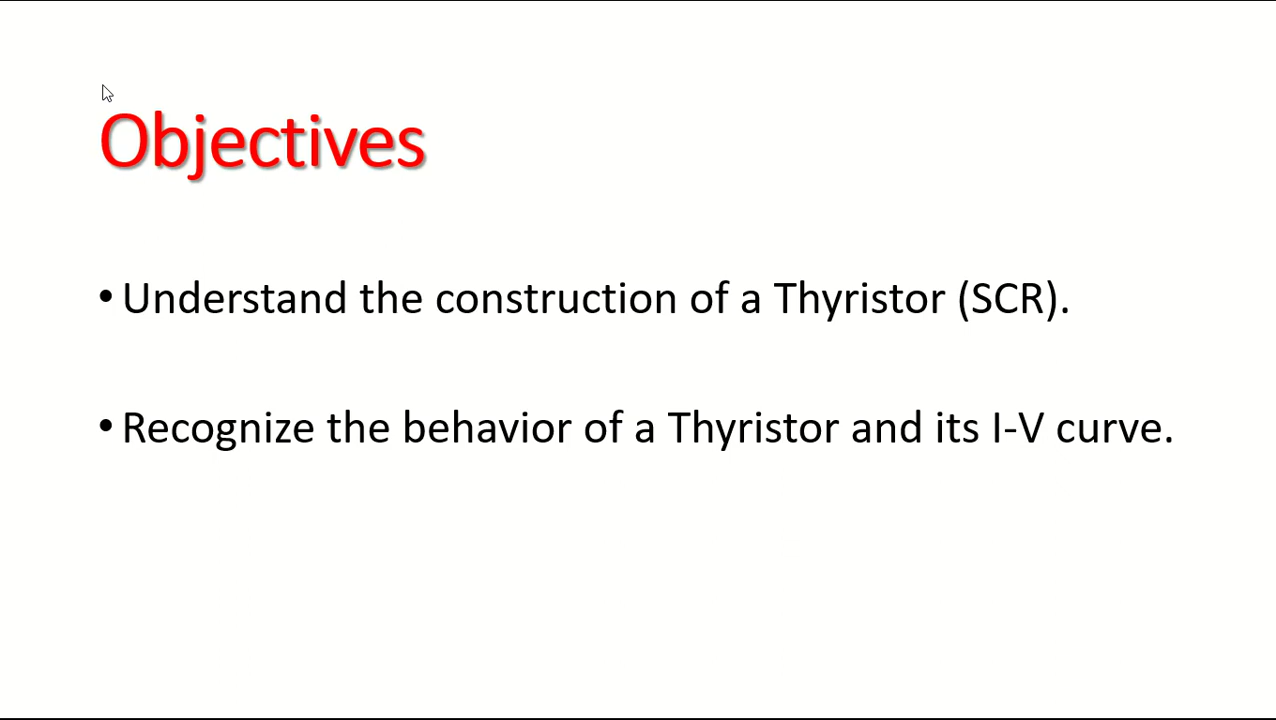 Objectives
• Understand the construction of a Thyristor (SCR).
• Recognize the behavior of a Thyristor and its I-V curve.